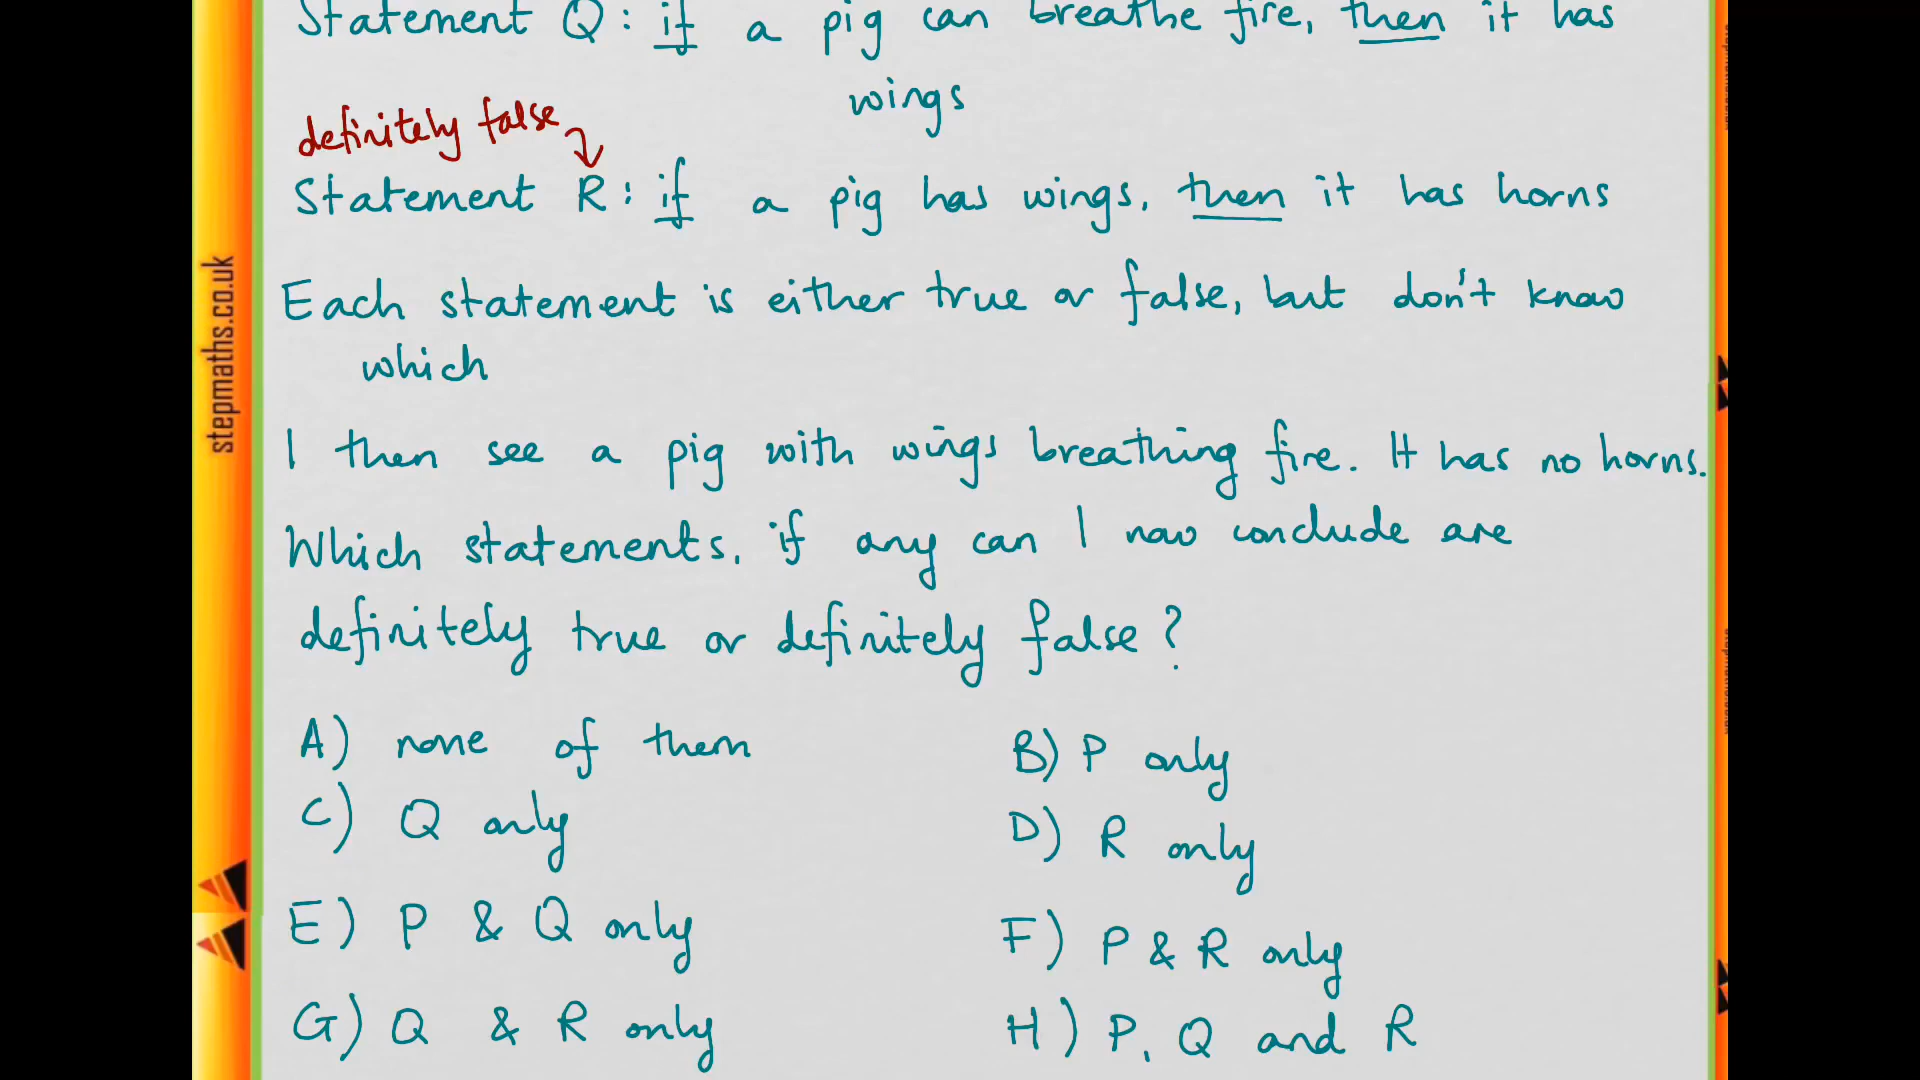 Statement Q: if a pig can breathe fire, then it has
wings
definitely false
Statement R: if a pig has wings, then it has horns
Each statement is either true or false, but don't know
which
I then see a pig with wings breathing fire. It has no horns.
Which statements, if any can I now conclude are
definitely true or definitely false?
A) none of them
B) P only
C) Q only
D) R only
E) P & Q only
F) P & R only
G) Q & R only
H) P, Q and R
stepmaths.co.uk